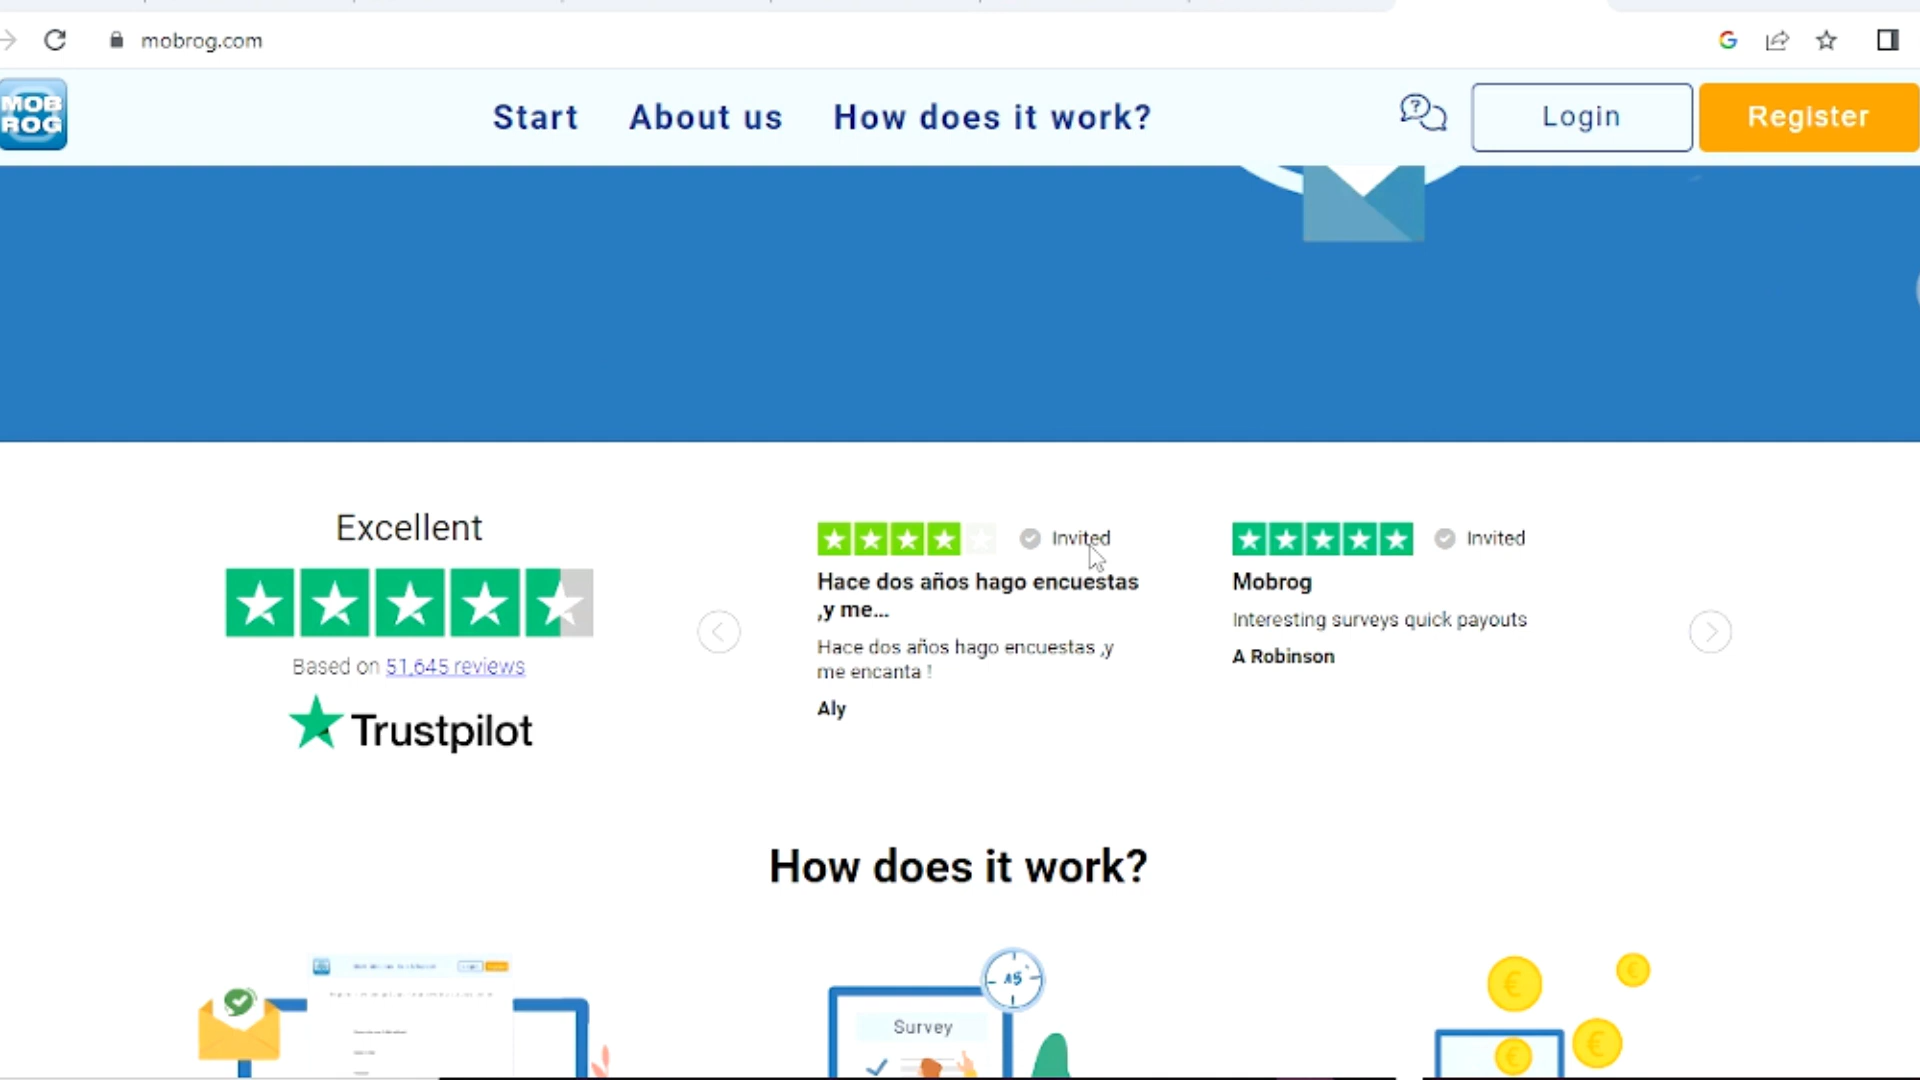 mobrog.com
MOB
ROG
Start
About us
How does it work?
Login
Register
Excellent
Based on 51,645 reviews
Trustpilot
Invited
Hace dos años hago encuestas
,y me...
Hace dos años hago encuestas ,y
me encanta !
Aly
Invited
Mobrog
Interesting surveys quick payouts
A Robinson
How does it work?
Survey